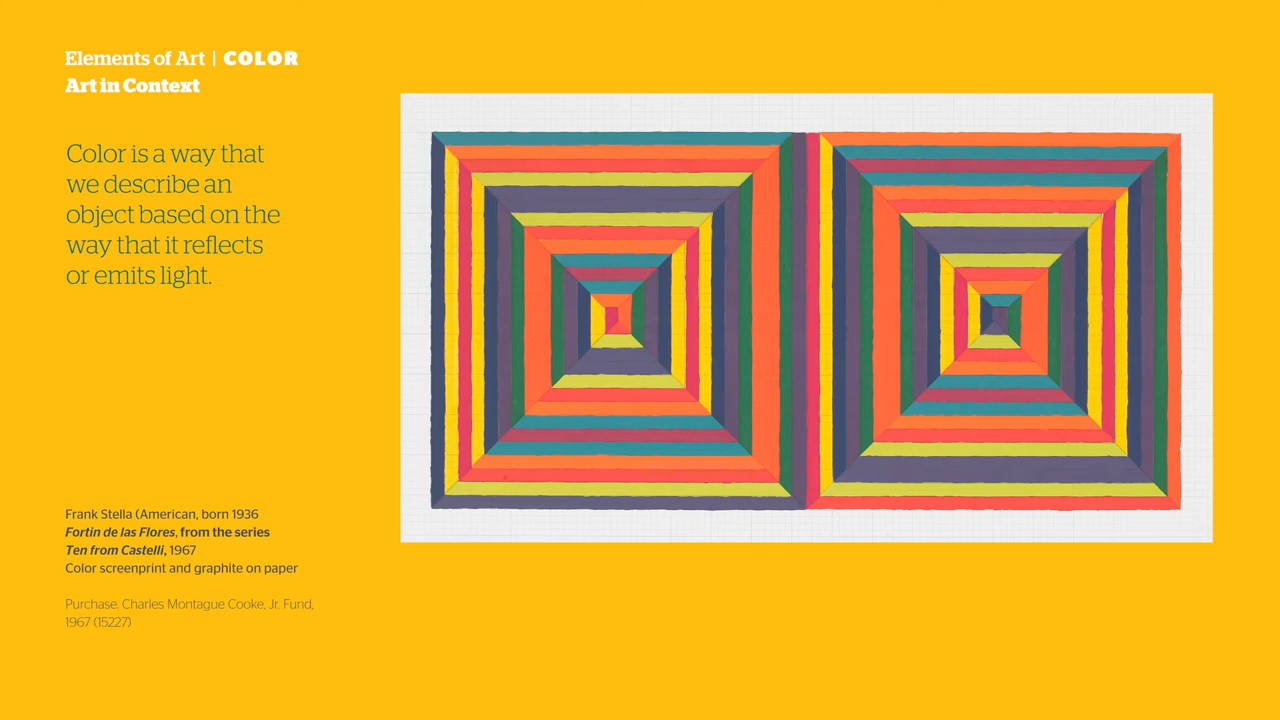 Elements of Art | COLOR
Art in Context
Color is a way that
we describe an
object based on the
way that it reflects
or emits light.
Frank Stella (American, born 1936
Fortin de las Flores, from the series
Ten from Castelli, 1967
Color screenprint and graphite on paper
Purchase. Charles Montague Cooke, Jr. Fund,
1967 (15227)